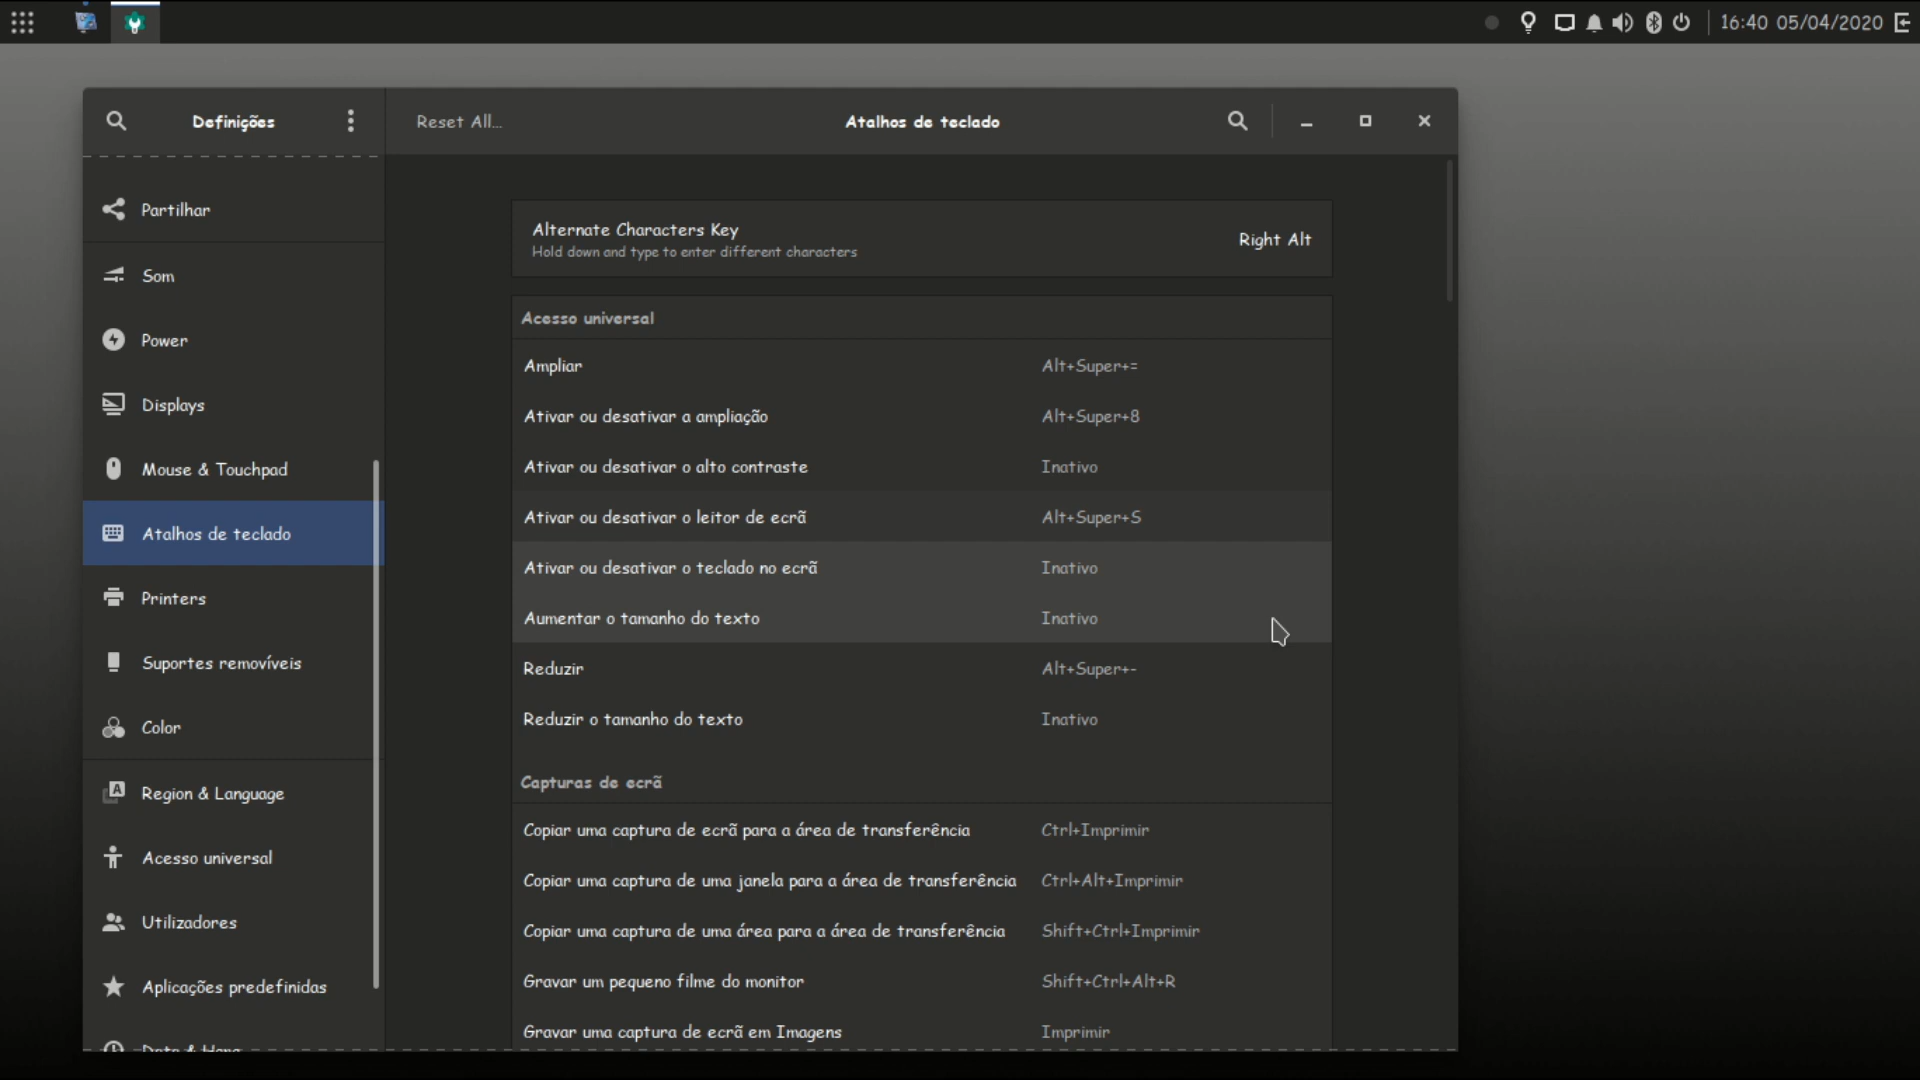 16:40 05/04/2020
Definições
Reset All...
Atalhos de teclado
Partilhar
Som
Power
Displays
Mouse & Touchpad
Atalhos de teclado
Printers
Suportes removíveis
Color
Region & Language
Acesso universal
Utilizadores
Aplicações predefinidas
Data & Hora
Alternate Characters Key
Hold down and type to enter different characters
Right Alt
Acesso universal
Ampliar Alt+Super+=
Ativar ou desativar a ampliação Alt+Super+8
Ativar ou desativar o alto contraste Inativo
Ativar ou desativar o leitor de ecrã Alt+Super+S
Ativar ou desativar o teclado no ecrã Inativo
Aumentar o tamanho do texto Inativo
Reduzir Alt+Super+-
Reduzir o tamanho do texto Inativo
Capturas de ecrã
Copiar uma captura de ecrã para a área de transferência Ctrl+Imprimir
Copiar uma captura de uma janela para a área de transferência Ctrl+Alt+Imprimir
Copiar uma captura de uma área para a área de transferência Shift+Ctrl+Imprimir
Gravar um pequeno filme do monitor Shift+Ctrl+Alt+R
Gravar uma captura de ecrã em Imagens Imprimir